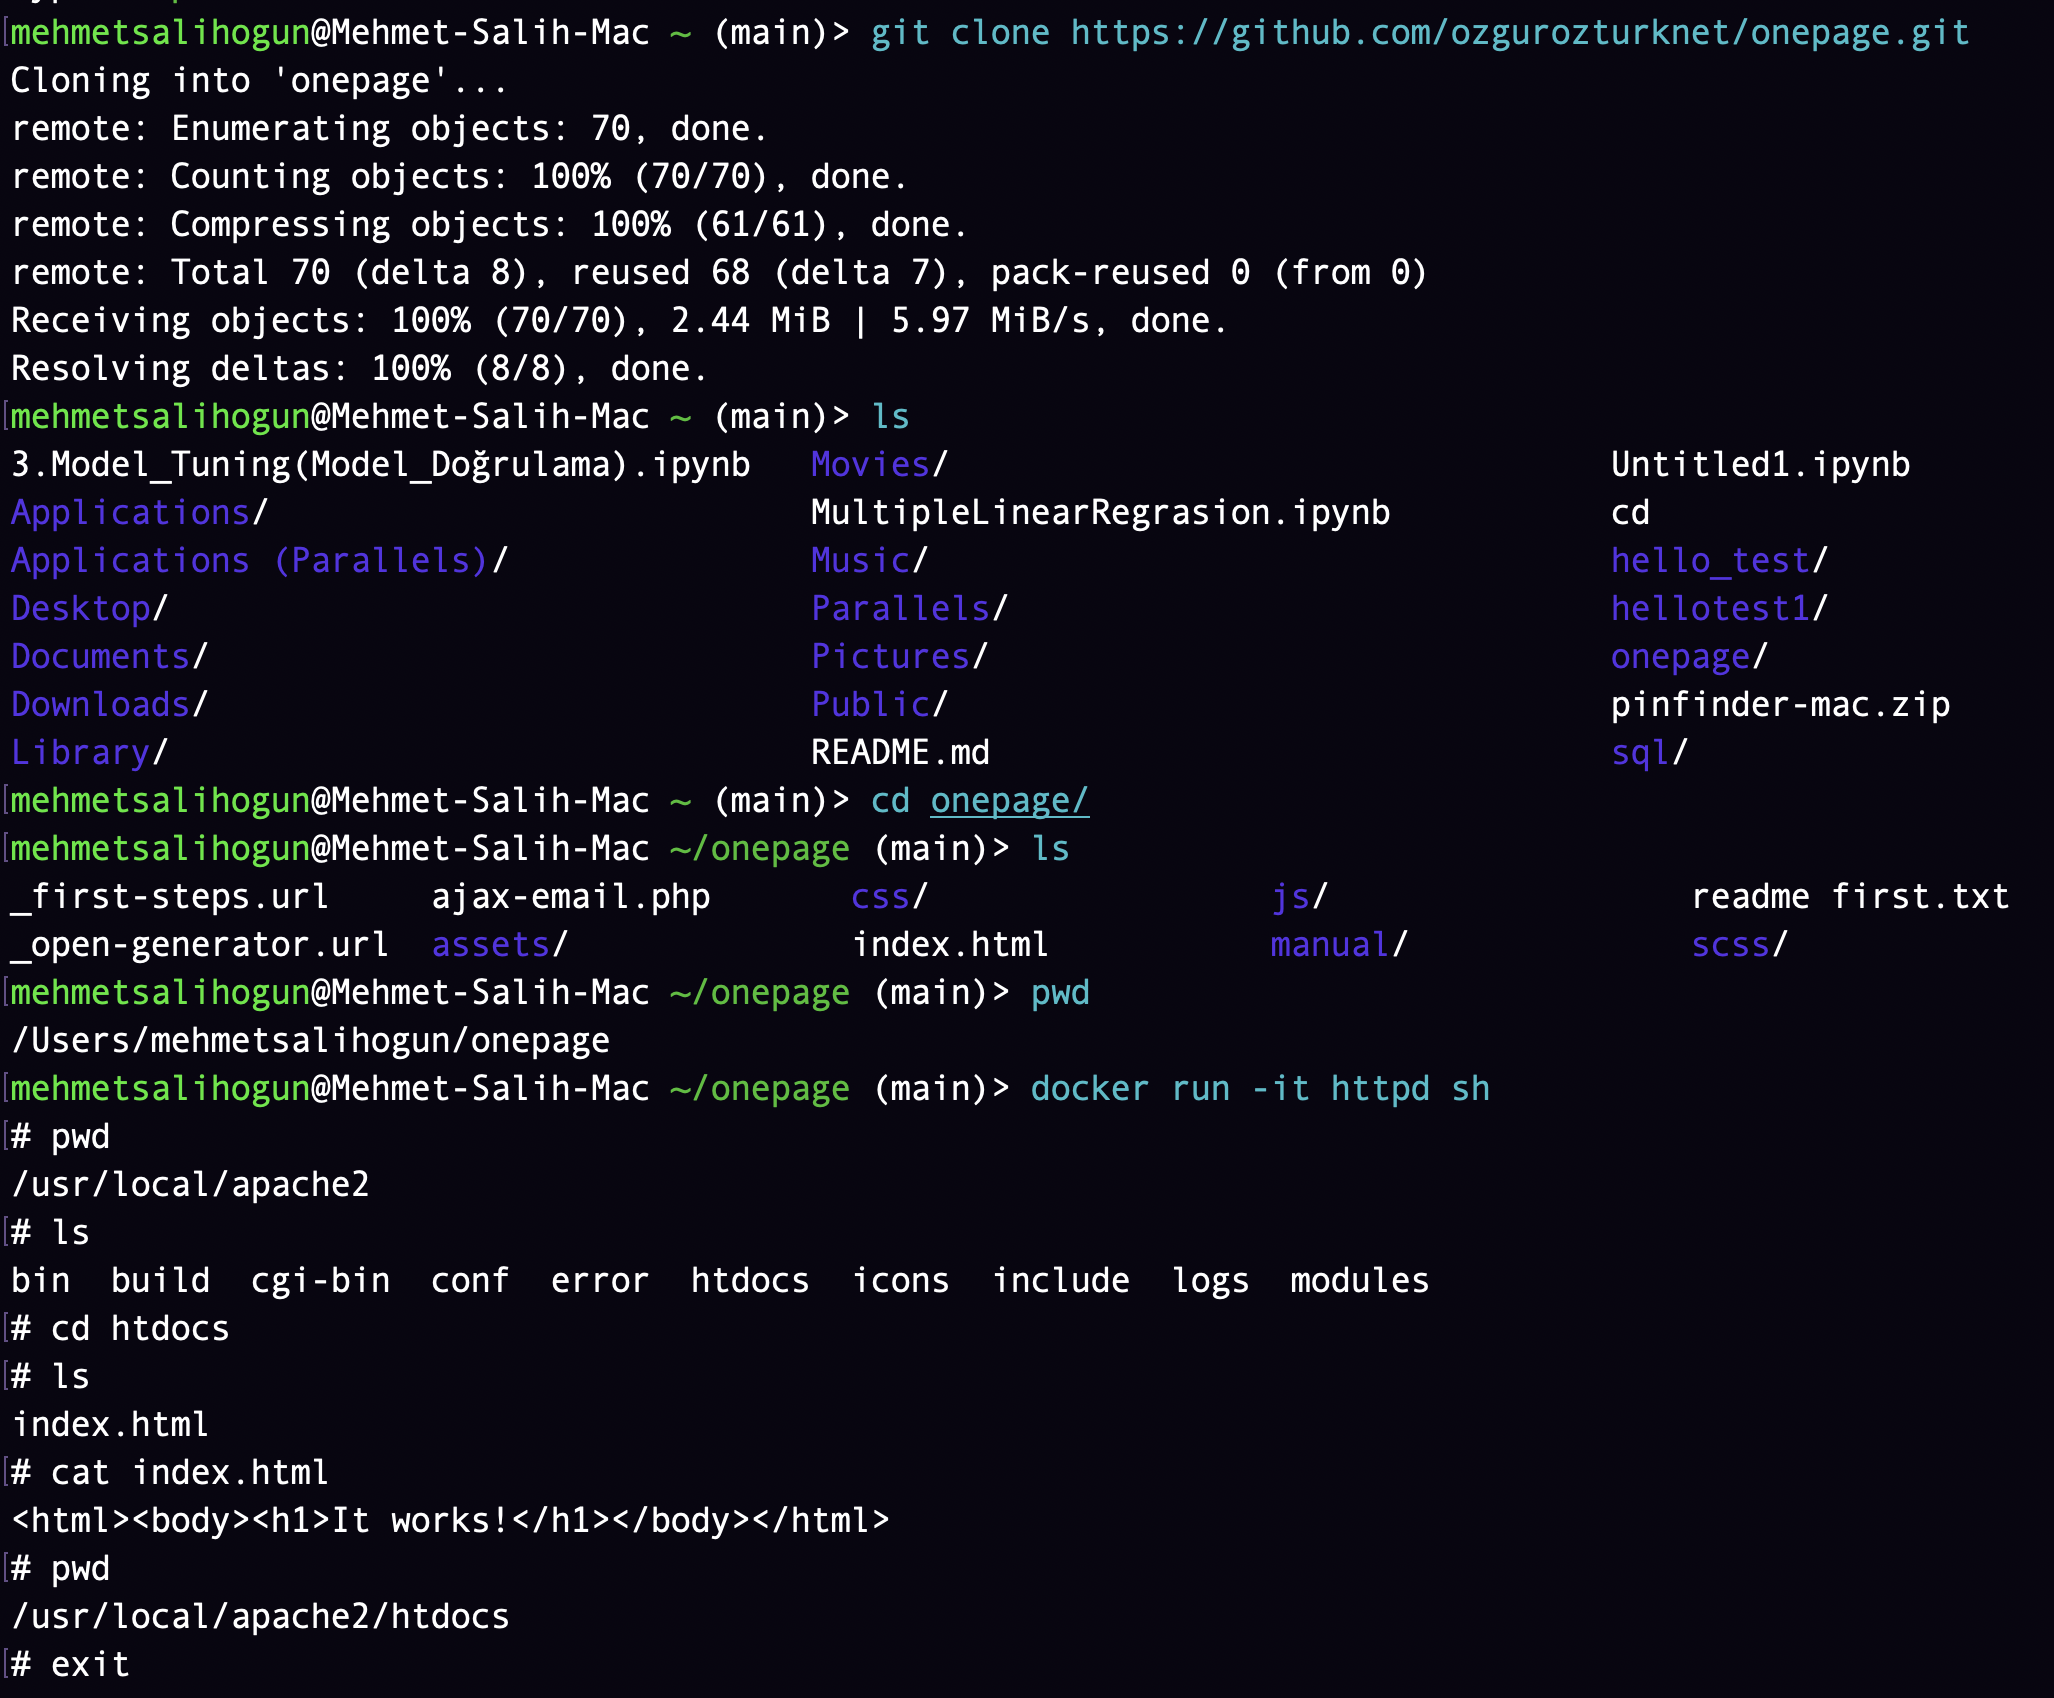 mehmetsalihogun@Mehmet-Salih-Mac ~ (main)> git clone https://github.com/ozgurozturknet/onepage.git
Cloning into 'onepage'...
remote: Enumerating objects: 70, done.
remote: Counting objects: 100% (70/70), done.
remote: Compressing objects: 100% (61/61), done.
remote: Total 70 (delta 8), reused 68 (delta 7), pack-reused 0 (from 0)
Receiving objects: 100% (70/70), 2.44 MiB | 5.97 MiB/s, done.
Resolving deltas: 100% (8/8), done.
mehmetsalihogun@Mehmet-Salih-Mac ~ (main)> ls
3.Model_Tuning(Model_Doğrulama).ipynb   Movies/   Untitled1.ipynb
Applications/   MultipleLinearRegrasion.ipynb   cd
Applications (Parallels)/   Music/   hello_test/
Desktop/   Parallels/   hellotest1/
Documents/   Pictures/   onepage/
Downloads/   Public/   pinfinder-mac.zip
Library/   README.md   sql/
mehmetsalihogun@Mehmet-Salih-Mac ~ (main)> cd onepage/
mehmetsalihogun@Mehmet-Salih-Mac ~/onepage (main)> ls
_first-steps.url   ajax-email.php   css/   js/   readme first.txt
_open-generator.url   assets/   index.html   manual/   scss/
mehmetsalihogun@Mehmet-Salih-Mac ~/onepage (main)> pwd
/Users/mehmetsalihogun/onepage
mehmetsalihogun@Mehmet-Salih-Mac ~/onepage (main)> docker run -it httpd sh
# pwd
/usr/local/apache2
# ls
bin  build  cgi-bin  conf  error  htdocs  icons  include  logs  modules
# cd htdocs
# ls
index.html
# cat index.html
<html><body><h1>It works!</h1></body></html>
# pwd
/usr/local/apache2/htdocs
# exit